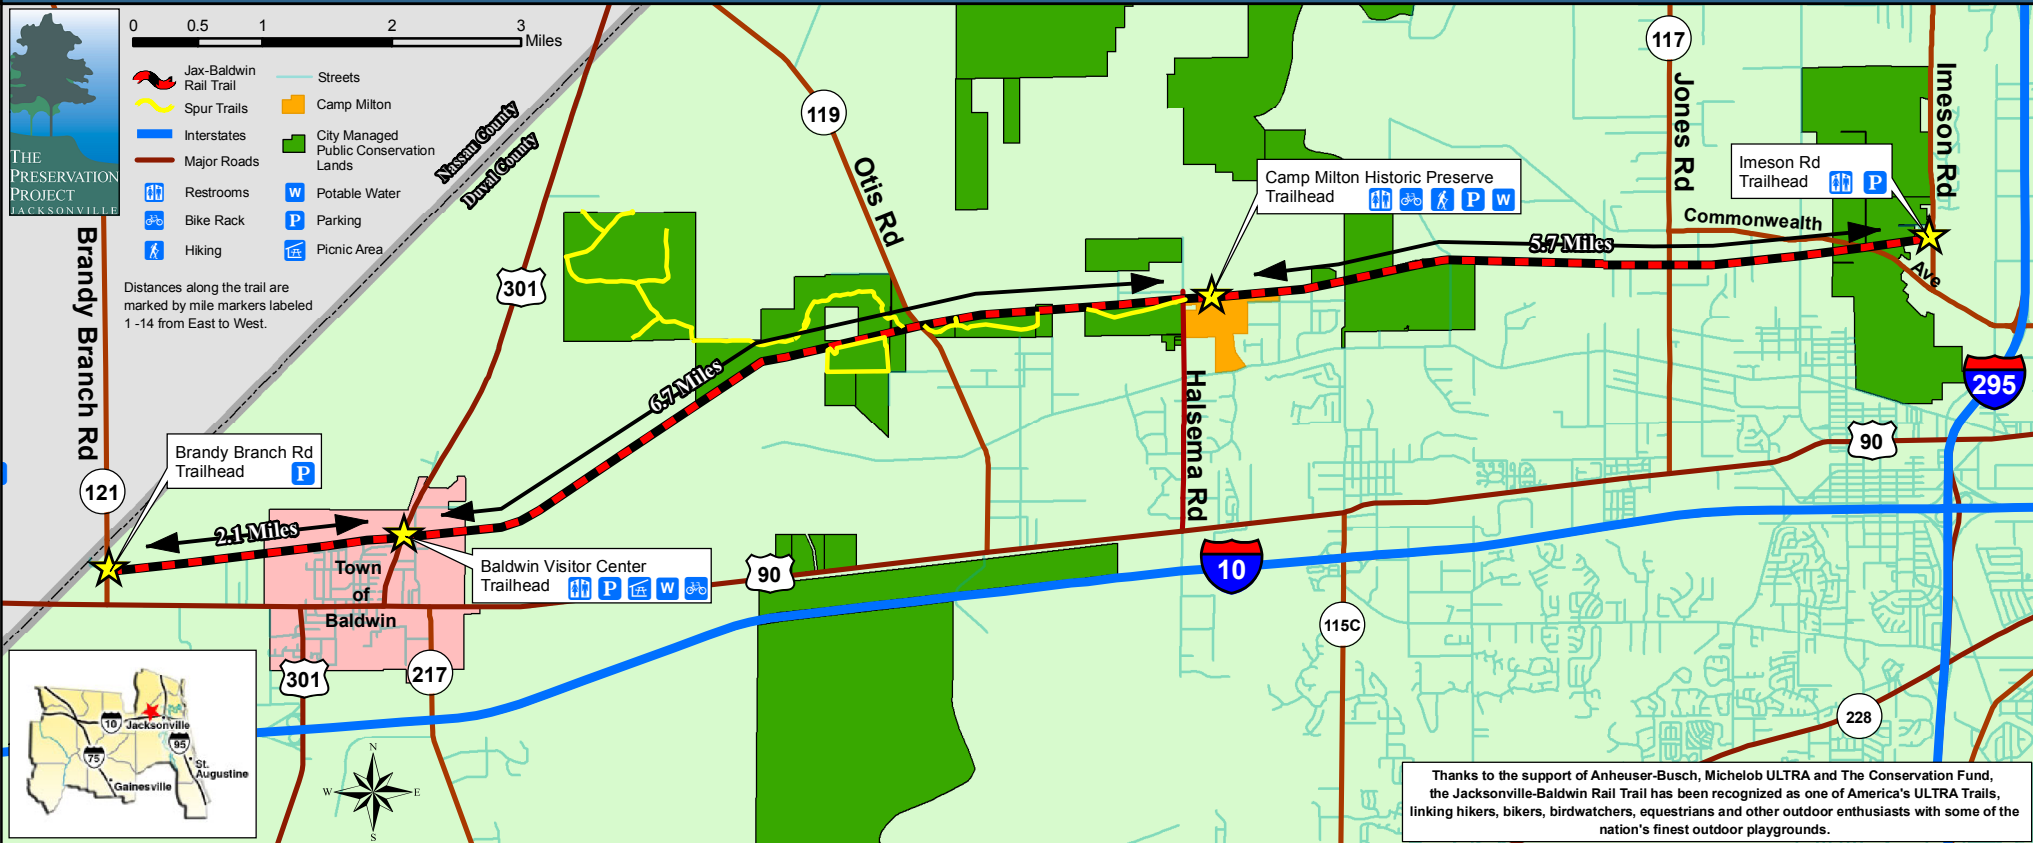 0
0.5
1
2
3
Miles
THE
PRESERVATION
PROJECT
JACKSONVILLE
Jax-Baldwin
Rail Trail
Spur Trails
Interstates
Major Roads
Restrooms
Bike Rack
Hiking
Streets
Camp Milton
City Managed
Public Conservation
Lands
W
Potable Water
P
Parking
Picnic Area
Distances along the trail are
marked by mile markers labeled
1 -14 from East to West.
Nassau County
Duval County
Brandy Branch Rd
121
Brandy Branch Rd
Trailhead
P
2.1 Miles
301
Town
of
Baldwin
Baldwin Visitor Center
Trailhead
P
W
301
217
90
6.7 Miles
119
Otis Rd
Camp Milton Historic Preserve
Trailhead
P
W
Halsema Rd
10
115C
5.7 Miles
117
Jones Rd
Commonwealth
Ave
Imeson Rd
Trailhead
P
Imeson Rd
295
90
228
10
Jacksonville
95
75
St.
Augustine
Gainesville
N
W
E
S
Thanks to the support of Anheuser-Busch, Michelob ULTRA and The Conservation Fund,
the Jacksonville-Baldwin Rail Trail has been recognized as one of America's ULTRA Trails,
linking hikers, bikers, birdwatchers, equestrians and other outdoor enthusiasts with some of the
nation's finest outdoor playgrounds.